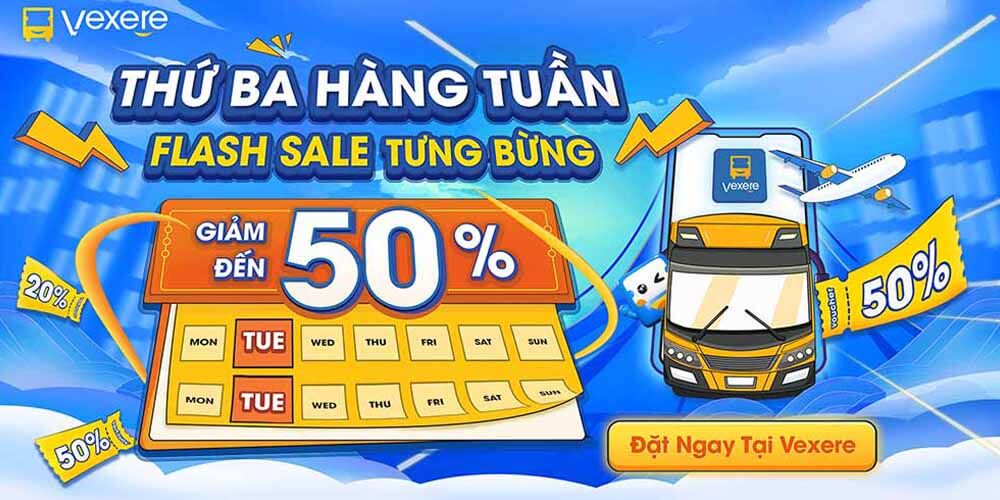 Vexere
THỨ BA HÀNG TUẦN
FLASH SALE TƯNG BỪNG
GIẢM
ĐẾN
50%
MON TUE WED THU FRI SAT SUN
MON TUE WED THU FRI SAT SUN
20%
50%
Vexere
voucher
50%
Đặt Ngay Tại Vexere